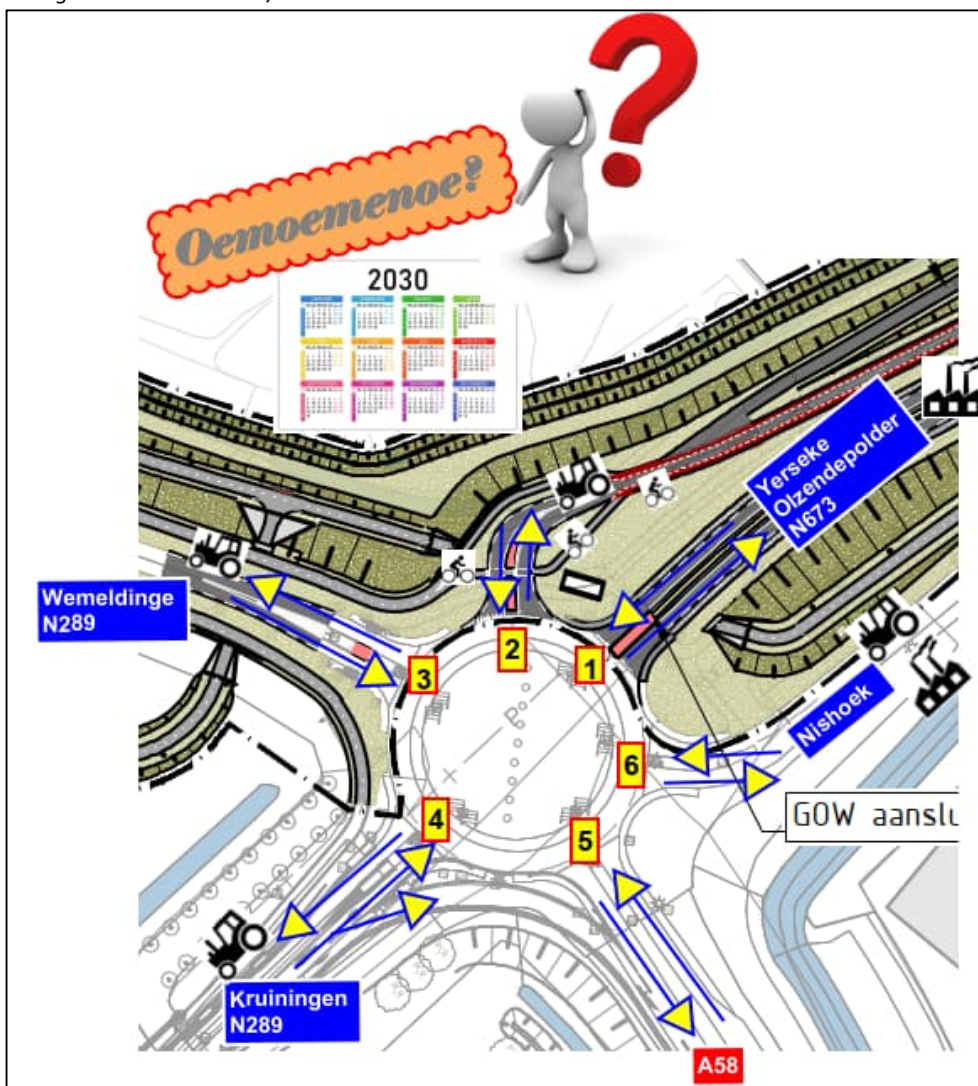 Oemoemenoe?
2030
Yerseke
Olzendepolder
N673
Wemeldinge
N289
2
1
3
Nishoek
6
4
GOW aanslu
5
Kruiningen
N289
A58